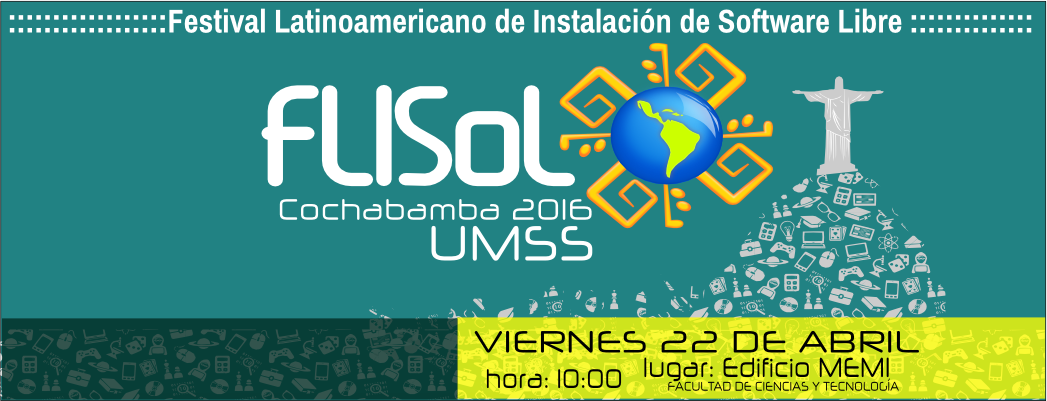 Festival Latinoamericano de Instalación de Software Libre
FLISoL
Cochabamba 2016
UMSS
VIERNES 22 DE ABRIL
hora: 10:00 lugar: Edificio MEMI
FACULTAD DE CIENCIAS Y TECNOLOGÍA